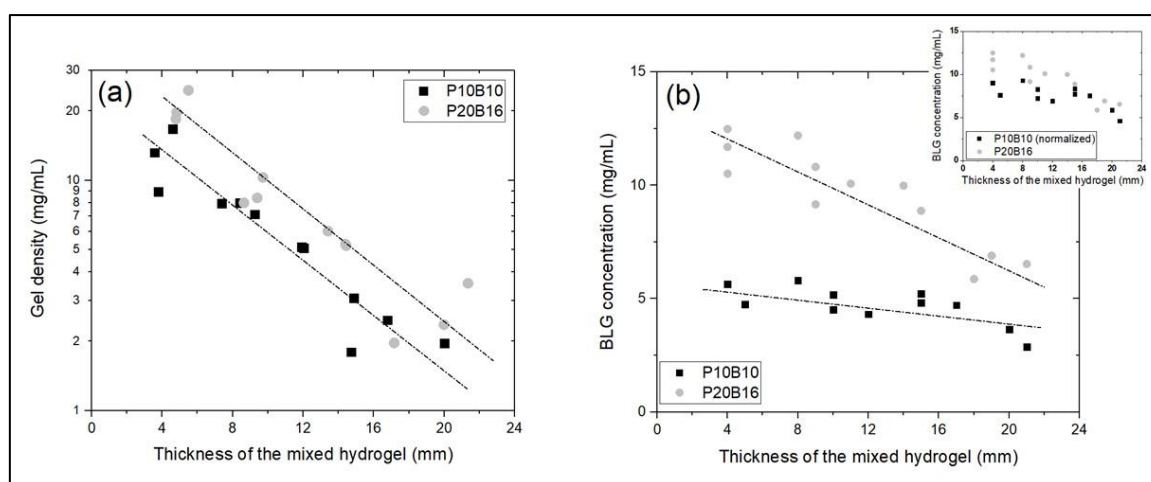 (a)
P10B10
P20B16
Gel density (mg/mL)
30
20
10
9
8
7
6
5
4
3
2
1
0
4
8
12
16
20
24
Thickness of the mixed hydrogel (mm)
(b)
P10B10
P20B16
BLG concentration (mg/mL)
15
10
5
0
0
4
8
12
16
20
24
Thickness of the mixed hydrogel (mm)
BLG concentration (mg/mL)
15
10
5
0
P10B10 (normalized)
P20B16
0
4
8
12
16
20
24
Thickness of the mixed hydrogel (mm)